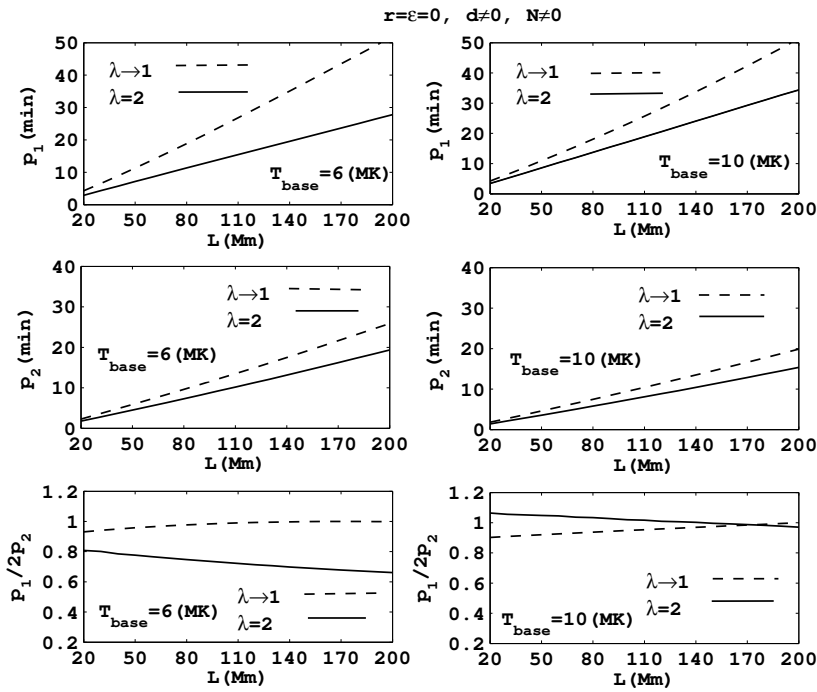 r=ε=0, d≠0, N≠0
50
40
30
20
10
0
p1(min)
λ→1
λ=2
Tbase=6(MK)
20 50 80 110 140 170 200
L(Mm)
50
40
30
20
10
0
p1(min)
λ→1
λ=2
Tbase=10(MK)
20 50 80 110 140 170 200
L(Mm)
40
30
20
10
0
p2(min)
λ→1
λ=2
Tbase=6(MK)
20 50 80 110 140 170 200
L(Mm)
40
30
20
10
0
p2(min)
λ→1
λ=2
Tbase=10(MK)
20 50 80 110 140 170 200
L(Mm)
1.2
1
0.8
0.6
0.4
0.2
p1/2p2
λ→1
Tbase=6(MK)
λ=2
20 50 80 110 140 170 200
L(Mm)
1.2
1
0.8
0.6
0.4
0.2
p1/2p2
λ→1
λ=2
Tbase=10(MK)
20 50 80 110 140 170 200
L(Mm)